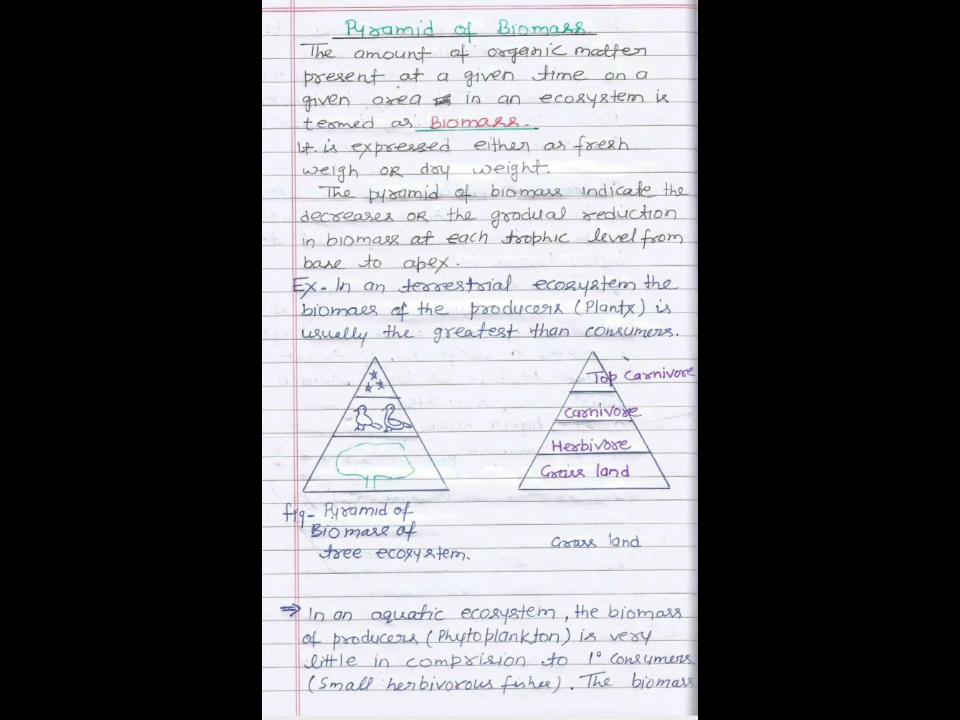 Pyramid of Biomass
The amount of organic matter
present at a given time on a
given area in an ecosystem is
termed as Biomass.
It is expressed either as fresh
weigh OR dry weight.
The pyramid of biomass indicate the
decreases OR the gradual reduction
in biomass at each trophic level from
base to apex.
Ex- In an terrestrial ecosystem the
biomass of the producers (Plantx) is
usually the greatest than consumers.
Top Carnivore
Carnivore
Herbivore
Grass land
fig- Pyramid of
Biomass of
tree ecosystem.
Grass land
⇒ In an aquatic ecosystem, the biomass
of producers (Phytoplankton) is very
little in comprision to 1° consumers
(Small herbivorous fishes). The biomass